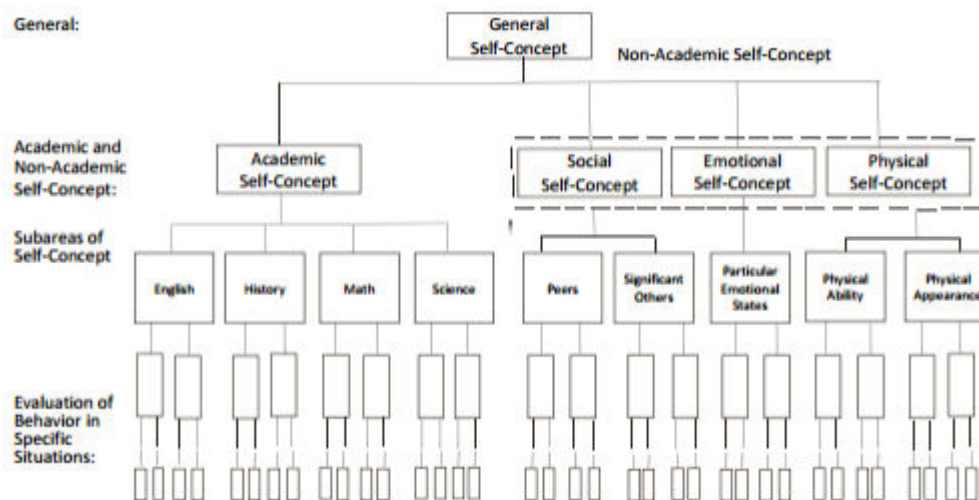 General:
General
Self-Concept
Non-Academic Self-Concept
Academic and
Non-Academic
Self-Concept:
Academic
Self-Concept
Social
Self-Concept
Emotional
Self-Concept
Physical
Self-Concept
Subareas of
Self-Concept
English
History
Math
Science
Peers
Significant
Others
Particular
Emotional
States
Physical
Ability
Physical
Appearance
Evaluation of
Behavior in
Specific
Situations: